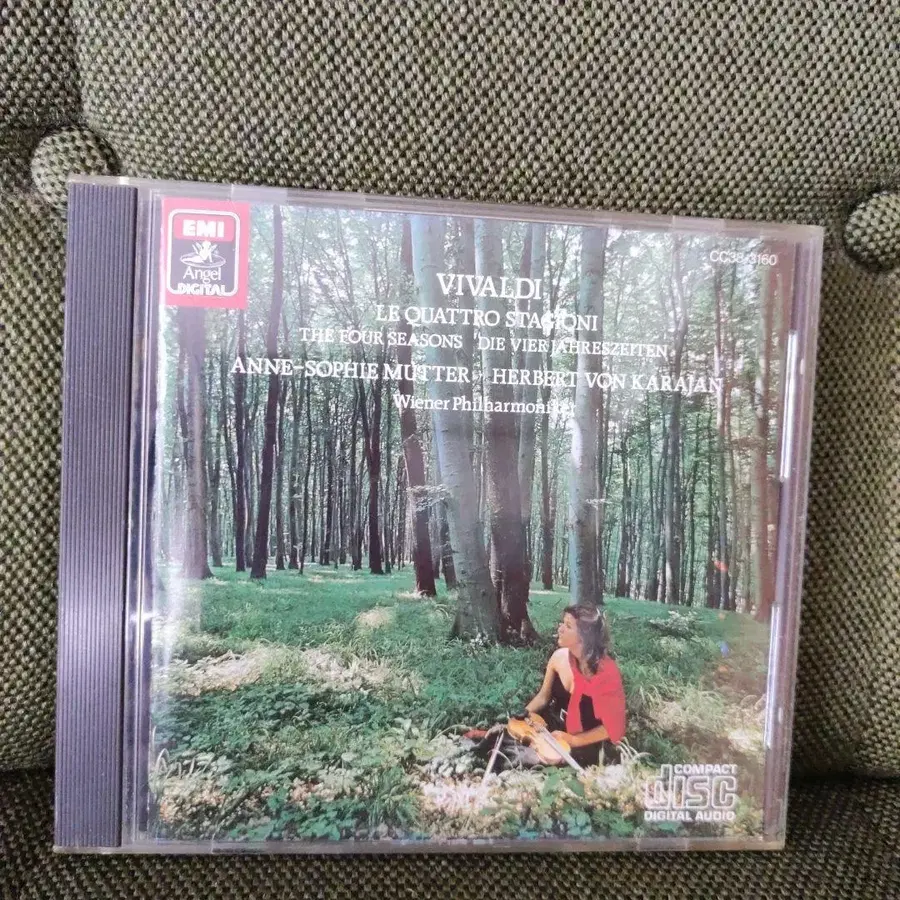 EMI
Angel
DIGITAL
CC38-3160
VIVALDI
LE QUATTRO STAGIONI
THE FOUR SEASONS DIE VIER JAHRESZEITEN
ANNE-SOPHIE MUTTER · HERBERT VON KARAJAN
Wiener Philharmoniker
COMPACT
disc
DIGITAL AUDIO